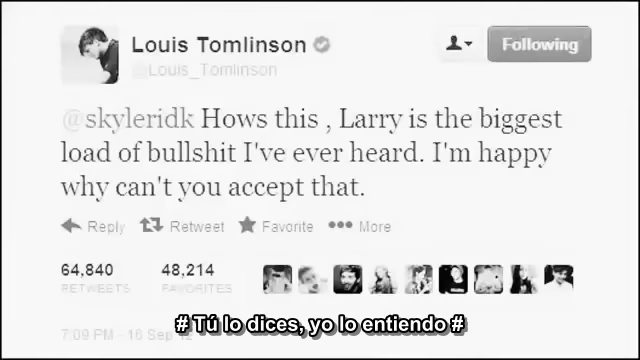 Louis Tomlinson
@Louis_Tomlinson
Following
@skyleridk Hows this , Larry is the biggest
load of bullshit I've ever heard. I'm happy
why can't you accept that.
Reply Retweet Favorite More
64,840 48,214
RETWEETS FAVORITES
# Tú lo dices, yo lo entiendo #
7:09 PM - 16 Sep 12